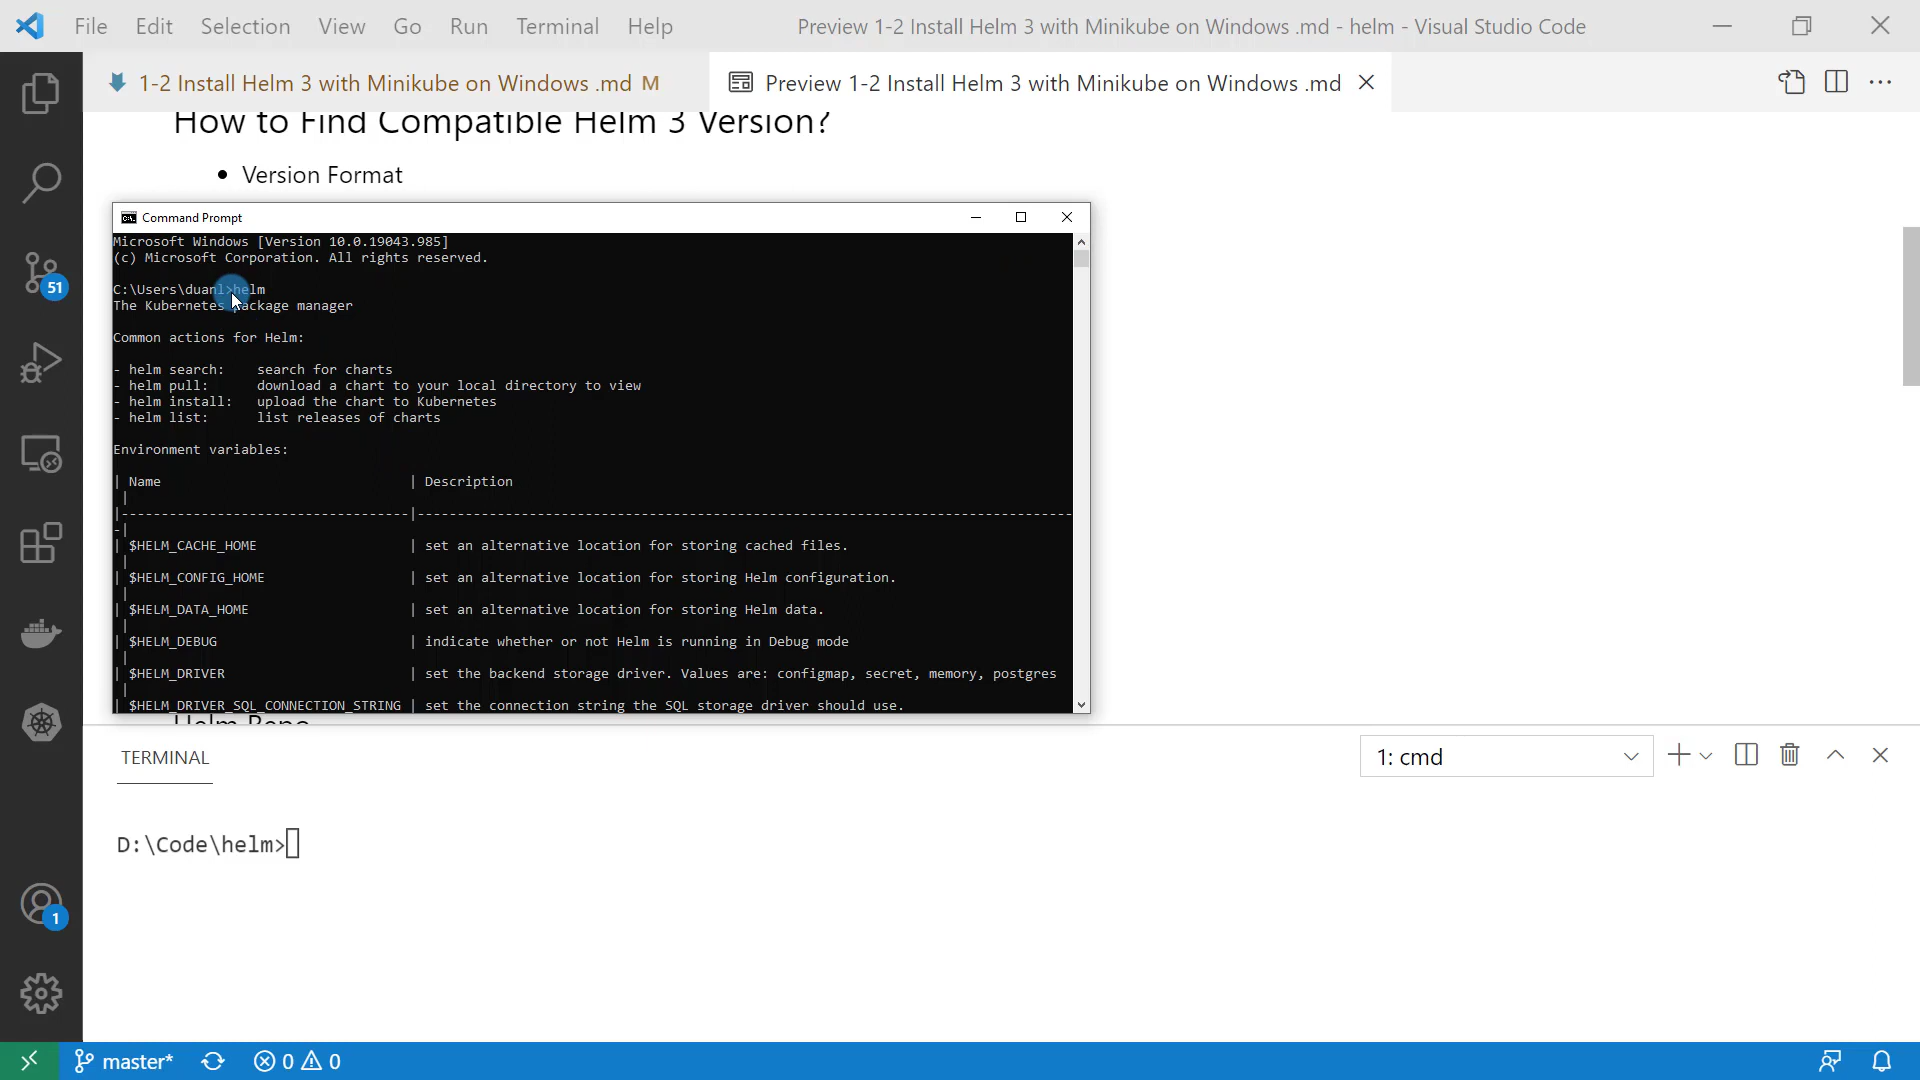 File Edit Selection View Go Run Terminal Help Preview 1-2 Install Helm 3 with Minikube on Windows .md - helm - Visual Studio Code
1-2 Install Helm 3 with Minikube on Windows .md M Preview 1-2 Install Helm 3 with Minikube on Windows .md
How to Find Compatible Helm 3 Version?
• Version Format
Command Prompt
Microsoft Windows [Version 10.0.19043.985]
(c) Microsoft Corporation. All rights reserved.
C:\Users\duanl>helm
The Kubernetes package manager
Common actions for Helm:
- helm search: search for charts
- helm pull: download a chart to your local directory to view
- helm install: upload the chart to Kubernetes
- helm list: list releases of charts
Environment variables:
| Name | Description
|
|------------------------------------|----------------------------------------------------------------------------------
-|
| $HELM_CACHE_HOME | set an alternative location for storing cached files.
|
| $HELM_CONFIG_HOME | set an alternative location for storing Helm configuration.
|
| $HELM_DATA_HOME | set an alternative location for storing Helm data.
|
| $HELM_DEBUG | indicate whether or not Helm is running in Debug mode
|
| $HELM_DRIVER | set the backend storage driver. Values are: configmap, secret, memory, postgres
|
| $HELM_DRIVER_SQL_CONNECTION_STRING | set the connection string the SQL storage driver should use.
Helm Repo
51
TERMINAL
1: cmd
D:\Code\helm>
1
master* 0 0